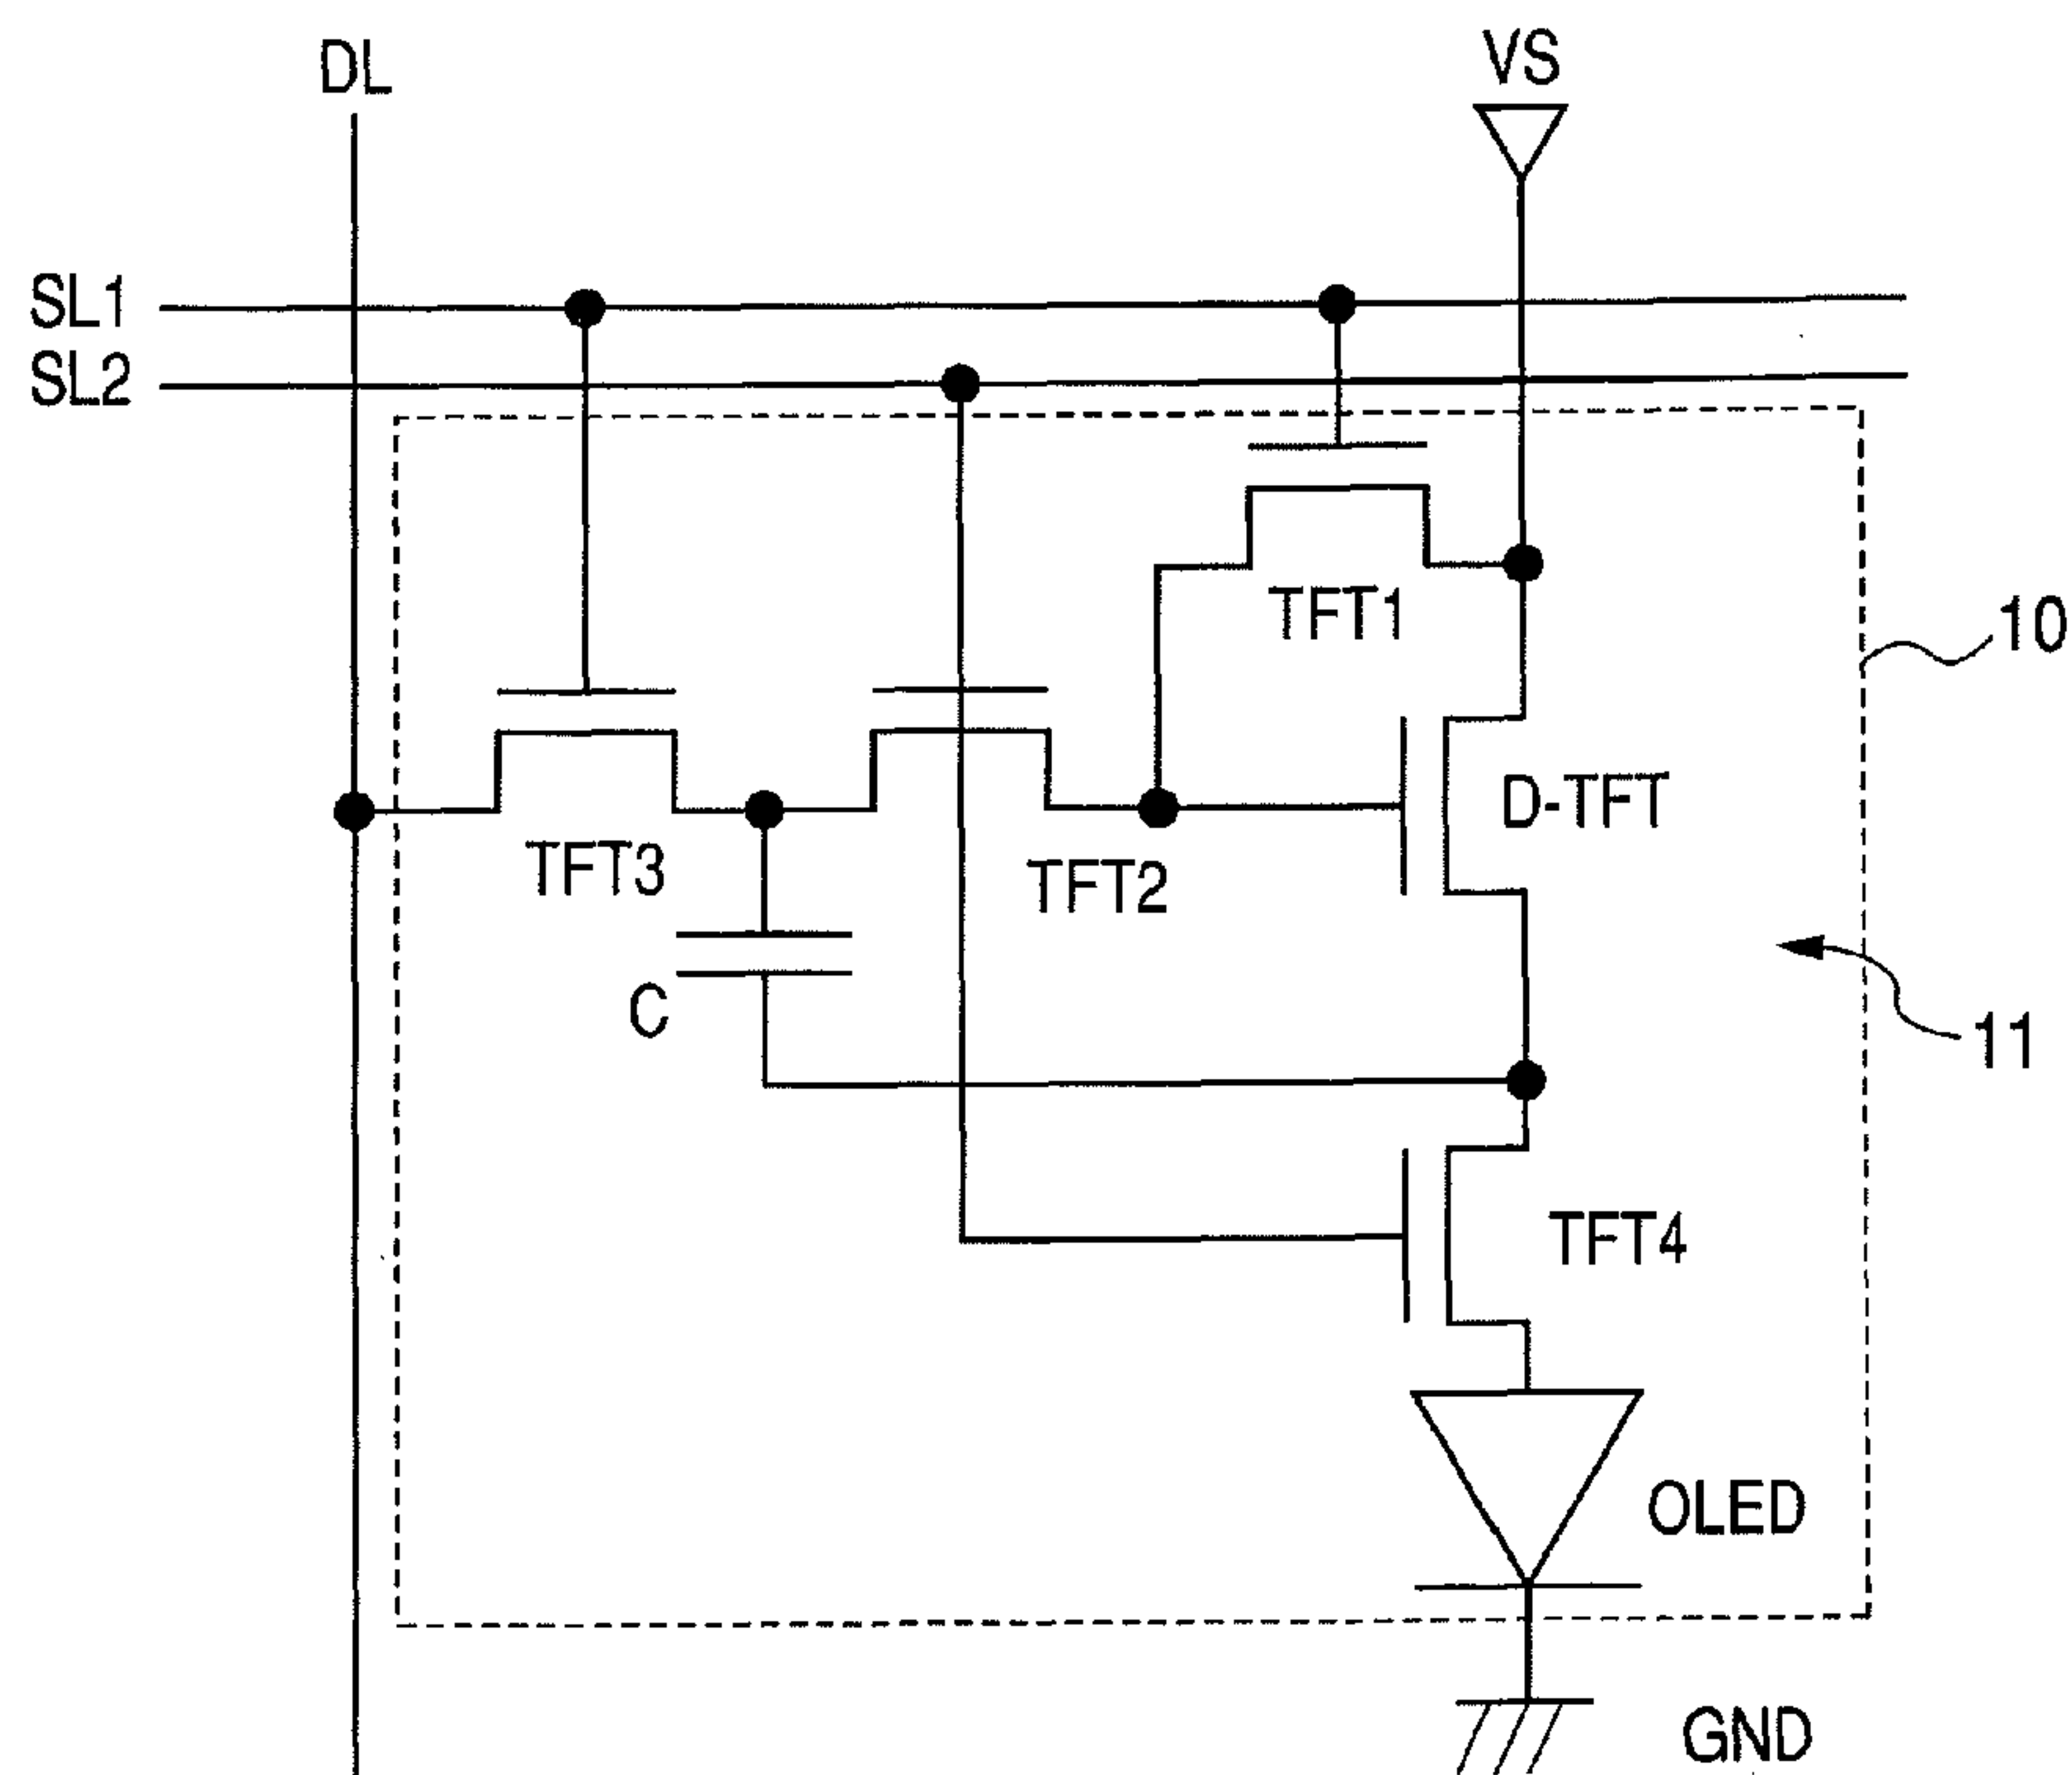 DL
VS
SL1
SL2
TFT1
10
D-TFT
TFT3
TFT2
C
11
TFT4
OLED
GND